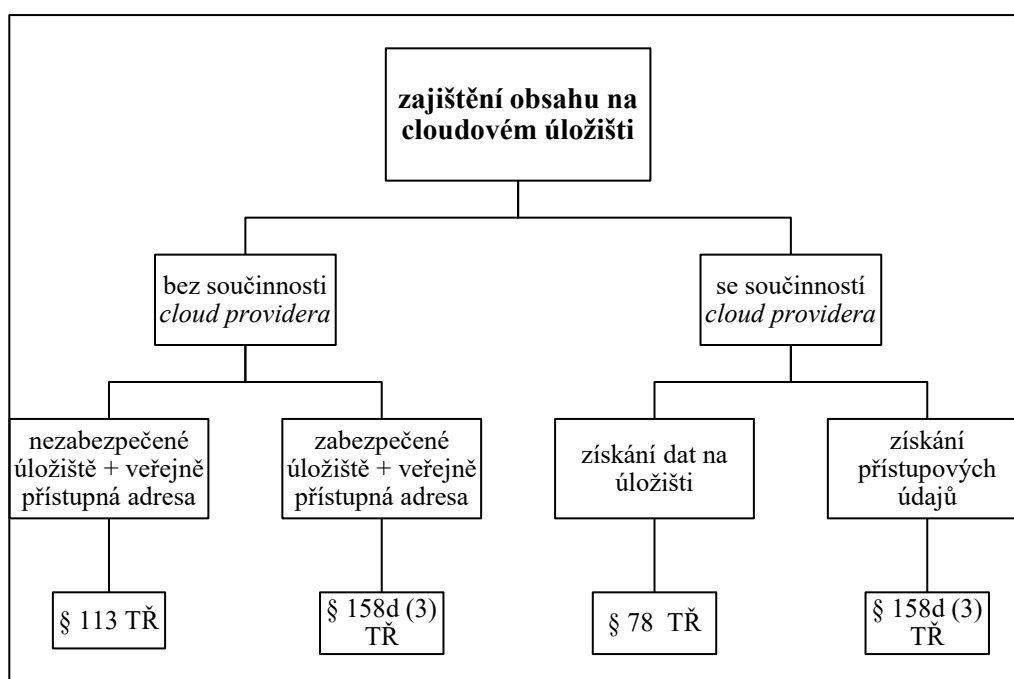 zajištění obsahu na
cloudovém úložišti
bez součinnosti
cloud providera
se součinností
cloud providera
nezabezpečené
úložiště + veřejně
přístupná adresa
zabezpečené
úložiště + veřejně
přístupná adresa
získání dat na
úložišti
získání
přístupových
údajů
§ 113 TŘ
§ 158d (3)
TŘ
§ 78 TŘ
§ 158d (3)
TŘ